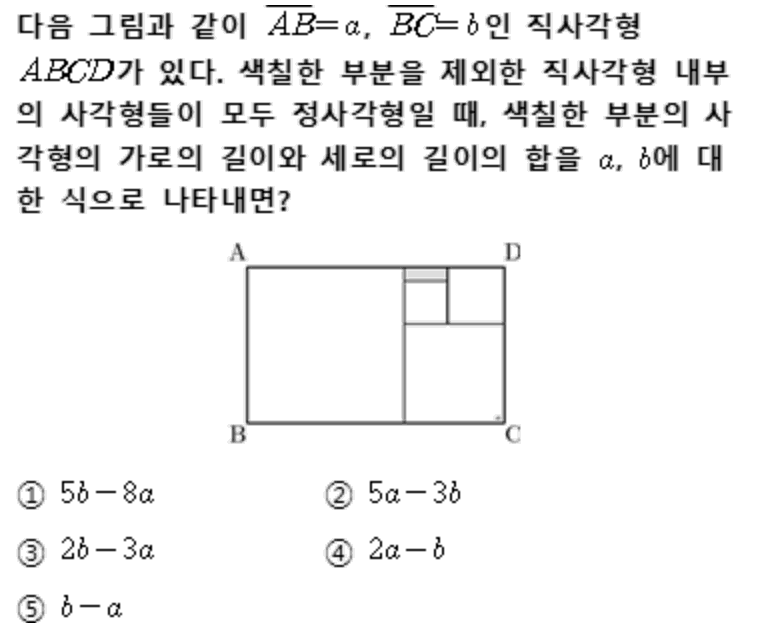 다음 그림과 같이 AB=a, BC=b인 직사각형
ABCD가 있다. 색칠한 부분을 제외한 직사각형 내부
의 사각형들이 모두 정사각형일 때, 색칠한 부분의 사
각형의 가로의 길이와 세로의 길이의 합을 a, b에 대
한 식으로 나타내면?
A D
B C
① 5b-8a ② 5a-3b
③ 2b-3a ④ 2a-b
⑤ b-a